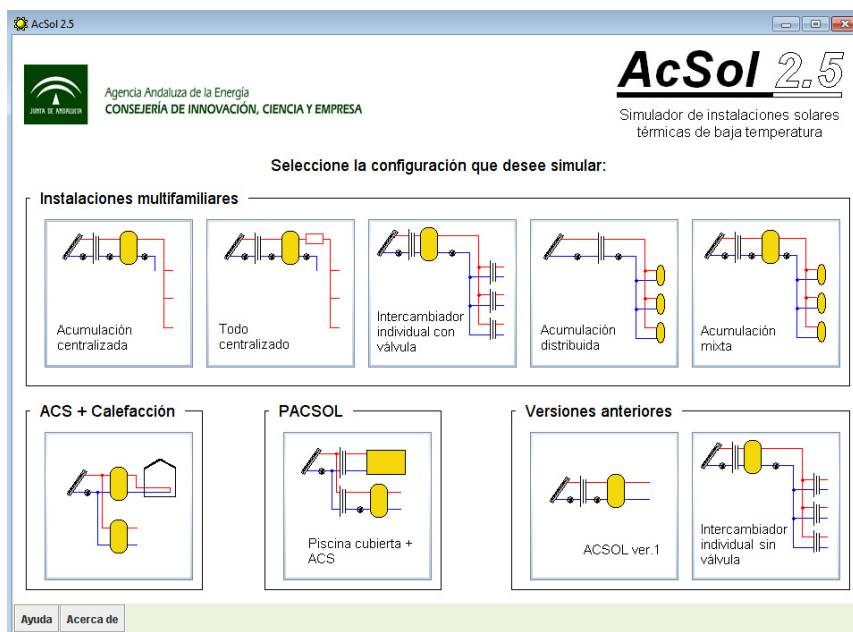 AcSol 2.5
JUNTA DE ANDALUCIA
Agencia Andaluza de la Energía
CONSEJERÍA DE INNOVACIÓN, CIENCIA Y EMPRESA
AcSol 2.5
Simulador de instalaciones solares
térmicas de baja temperatura
Seleccione la configuración que desee simular:
Instalaciones multifamiliares
Acumulación
centralizada
Todo
centralizado
Intercambiador
individual con
válvula
Acumulación
distribuida
Acumulación
mixta
ACS + Calefacción
PACSOL
Piscina cubierta +
ACS
Versiones anteriores
ACSOL ver.1
Intercambiador
individual sin
válvula
Ayuda
Acerca de